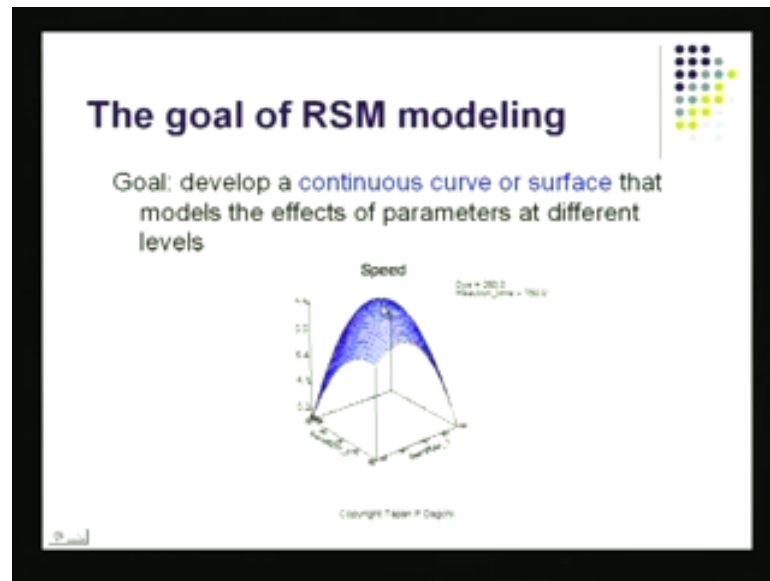 The goal of RSM modeling
Goal: develop a continuous curve or surface that
models the effects of parameters at different
levels
Speed
Copyright Tapan P Bagchi